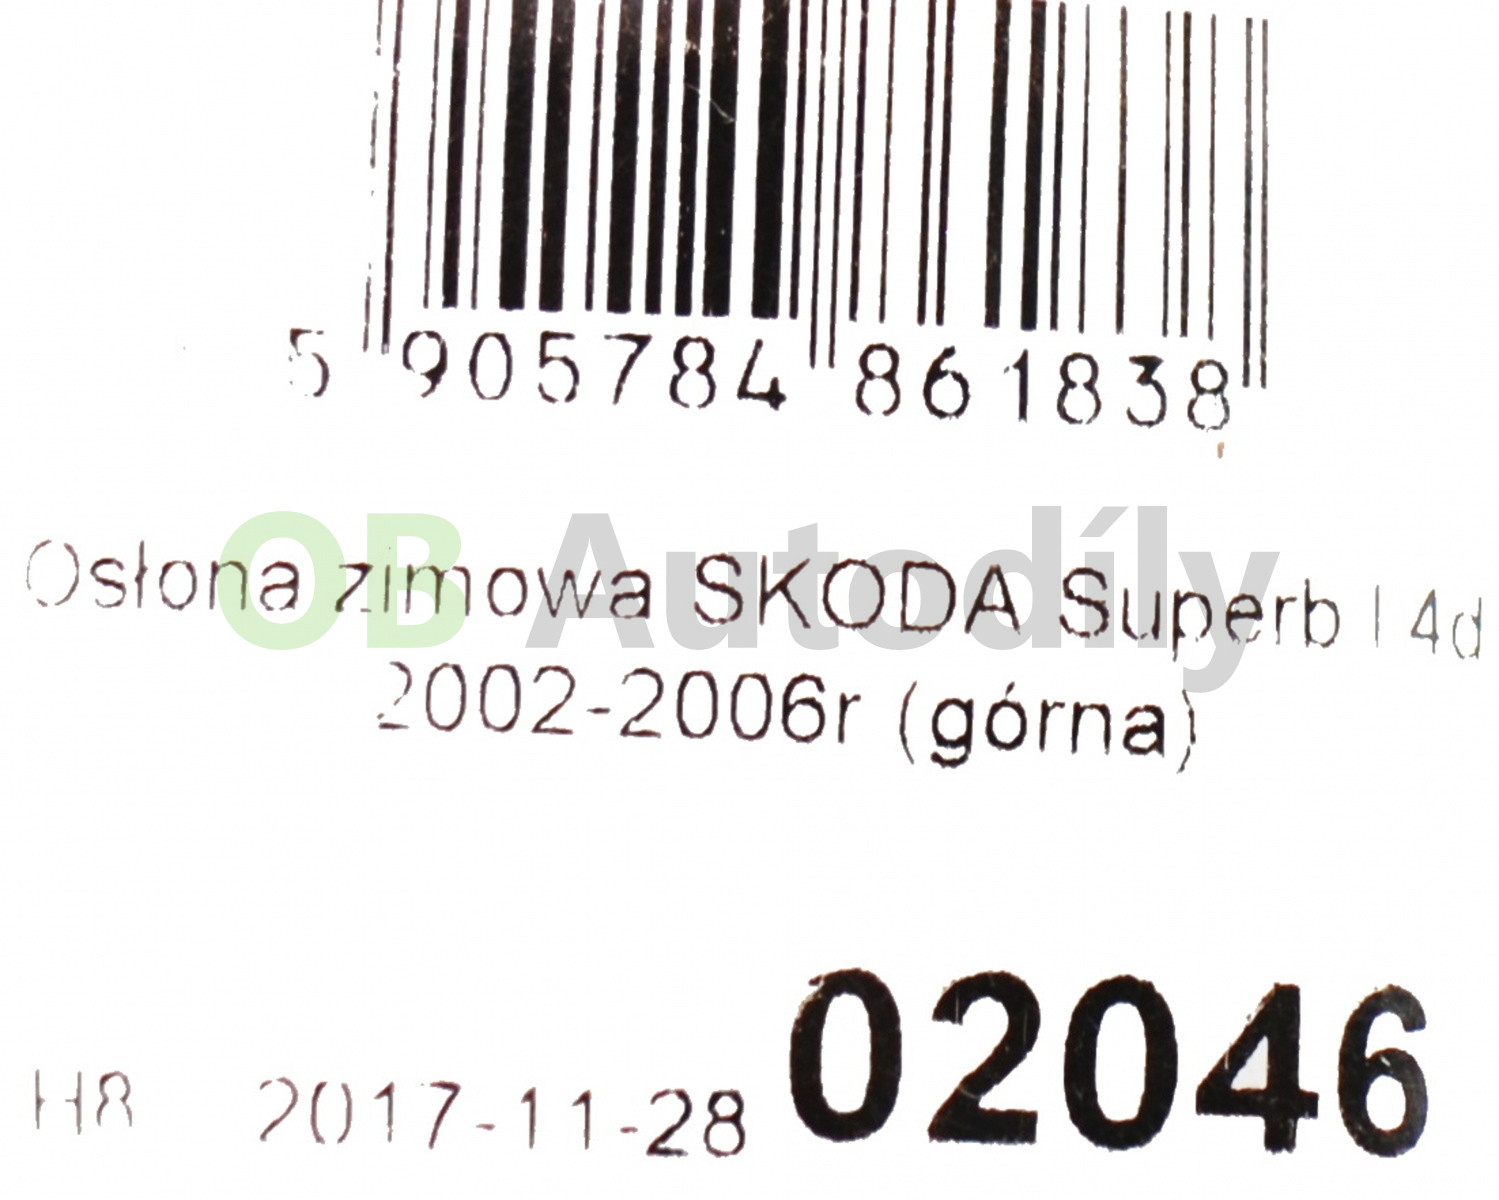 5 905784 861838
OB Autodíly
Osłona zimowa SKODA Superb I 4d
2002-2006r (górna)
H8 2017-11-28 02046